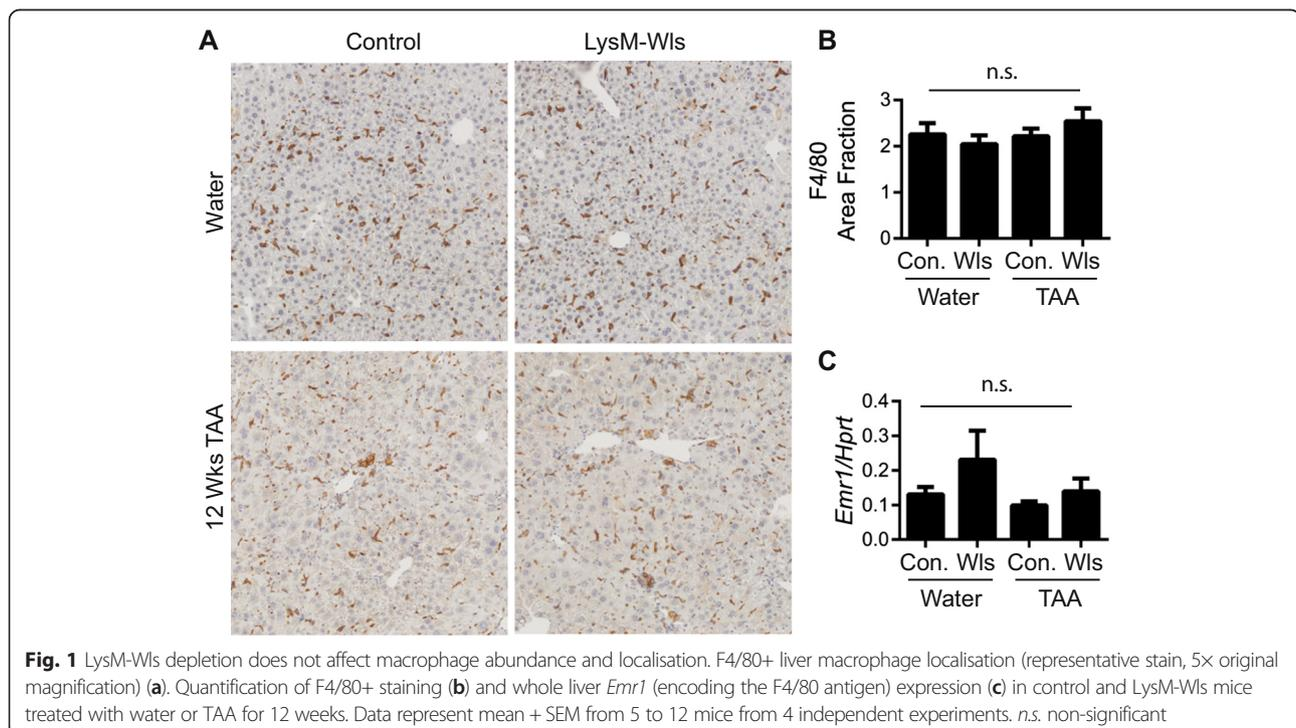 A
Control
LysM-Wls
Water
12 Wks TAA
B
n.s.
F4/80
Area Fraction
3
2
1
0
Con. Wls Con. Wls
Water TAA
C
n.s.
Emr1/Hprt
0.4
0.3
0.2
0.1
0.0
Con. Wls Con. Wls
Water TAA
Fig. 1 LysM-Wls depletion does not affect macrophage abundance and localisation. F4/80+ liver macrophage localisation (representative stain, 5× original
magnification) (a). Quantification of F4/80+ staining (b) and whole liver Emr1 (encoding the F4/80 antigen) expression (c) in control and LysM-Wls mice
treated with water or TAA for 12 weeks. Data represent mean + SEM from 5 to 12 mice from 4 independent experiments. n.s. non-significant